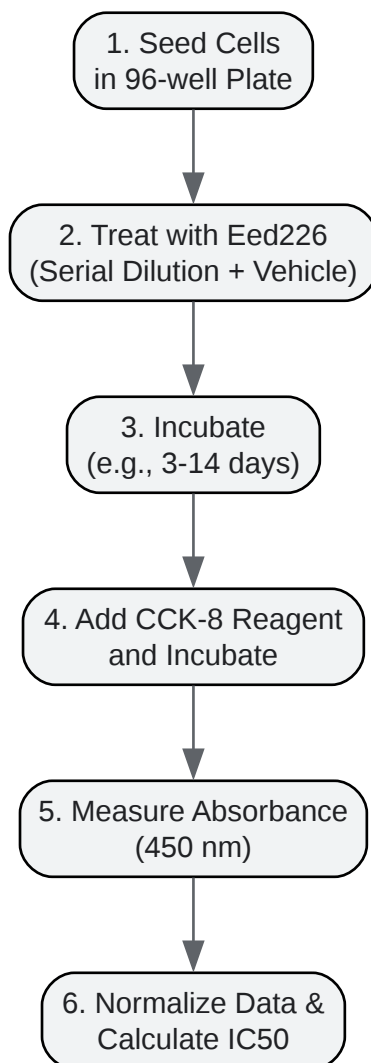 1. Seed Cells
in 96-well Plate
2. Treat with Eed226
(Serial Dilution + Vehicle)
3. Incubate
(e.g., 3-14 days)
4. Add CCK-8 Reagent
and Incubate
5. Measure Absorbance
(450 nm)
6. Normalize Data &
Calculate IC50